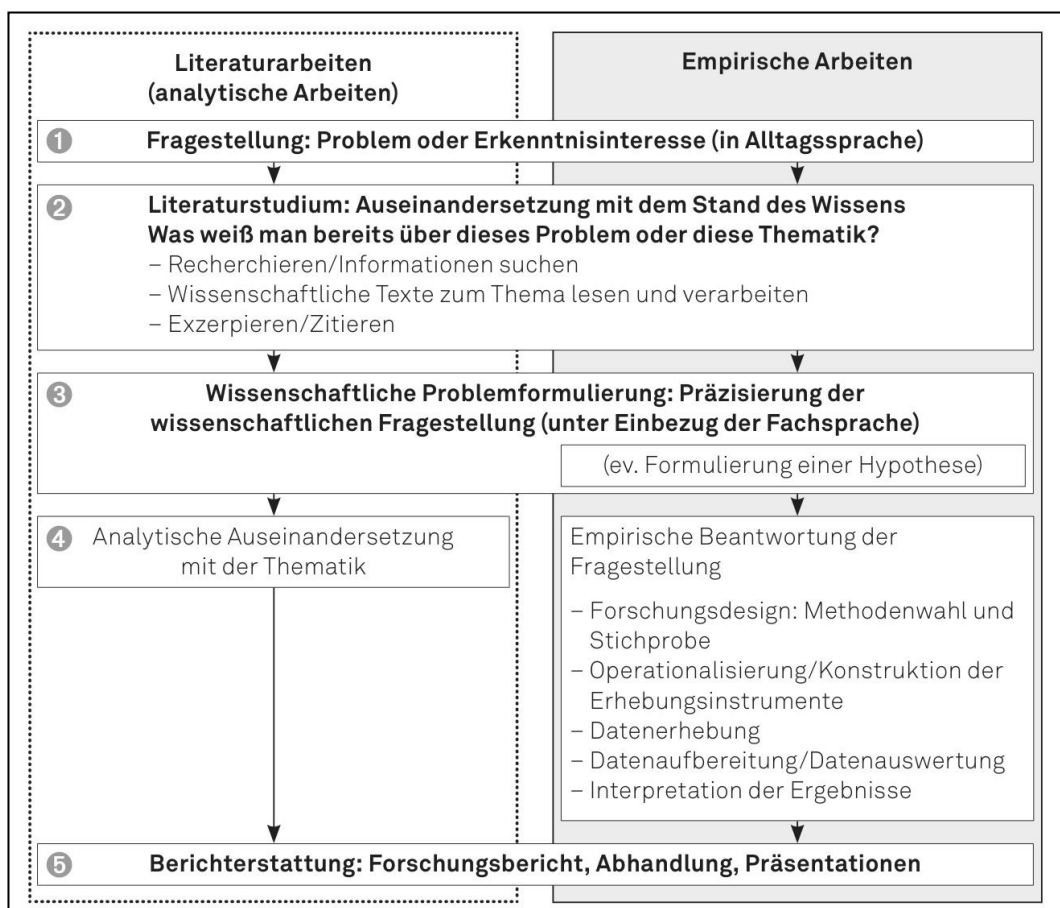 Literaturarbeiten
(analytische Arbeiten)
Empirische Arbeiten
1 Fragestellung: Problem oder Erkenntnisinteresse (in Alltagssprache)
2 Literaturstudium: Auseinandersetzung mit dem Stand des Wissens
Was weiß man bereits über dieses Problem oder diese Thematik?
– Recherchieren/Informationen suchen
– Wissenschaftliche Texte zum Thema lesen und verarbeiten
– Exzerpieren/Zitieren
3 Wissenschaftliche Problemformulierung: Präzisierung der
wissenschaftlichen Fragestellung (unter Einbezug der Fachsprache)
(ev. Formulierung einer Hypothese)
4 Analytische Auseinandersetzung
mit der Thematik
Empirische Beantwortung der
Fragestellung
– Forschungsdesign: Methodenwahl und
Stichprobe
– Operationalisierung/Konstruktion der
Erhebungsinstrumente
– Datenerhebung
– Datenaufbereitung/Datenauswertung
– Interpretation der Ergebnisse
5 Berichterstattung: Forschungsbericht, Abhandlung, Präsentationen